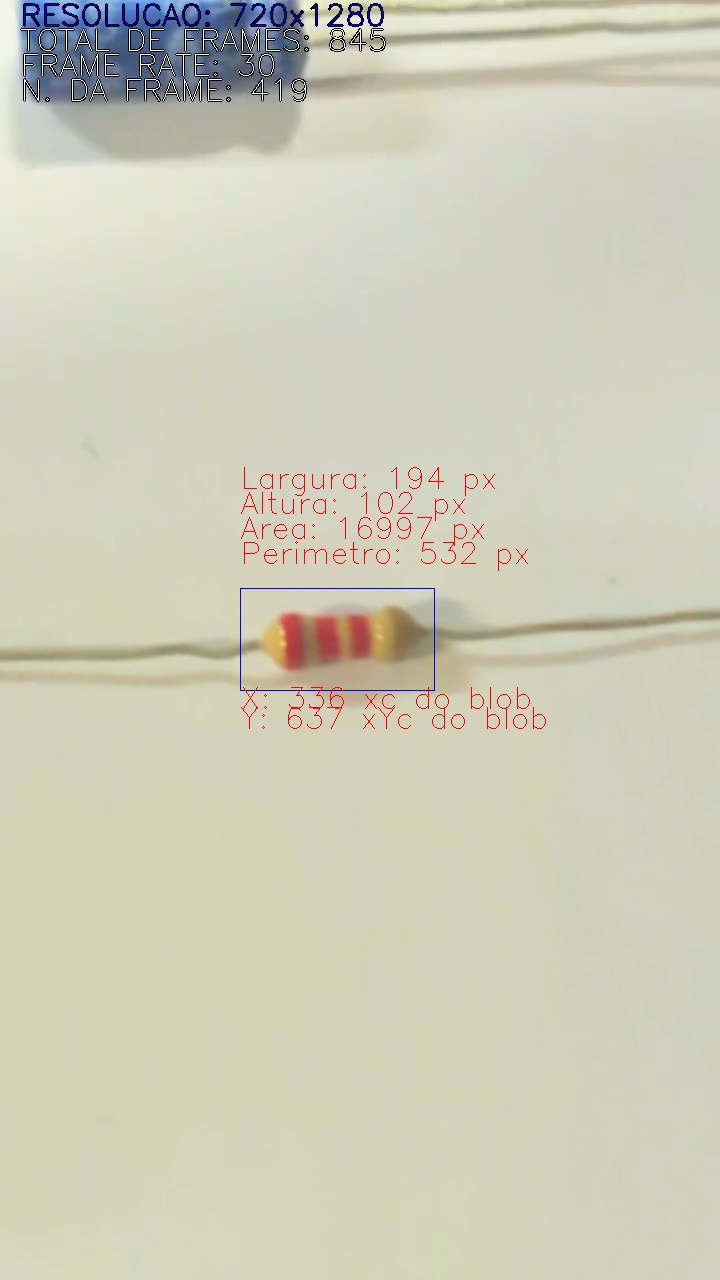 RESOLUCAO: 720x1280
TOTAL DE FRAMES: 845
FRAME RATE: 30
N. DA FRAME: 419
Largura: 194 px
Altura: 102 px
Area: 16997 px
Perimetro: 532 px
X: 336 xc do blob
Y: 637 xYc do blob